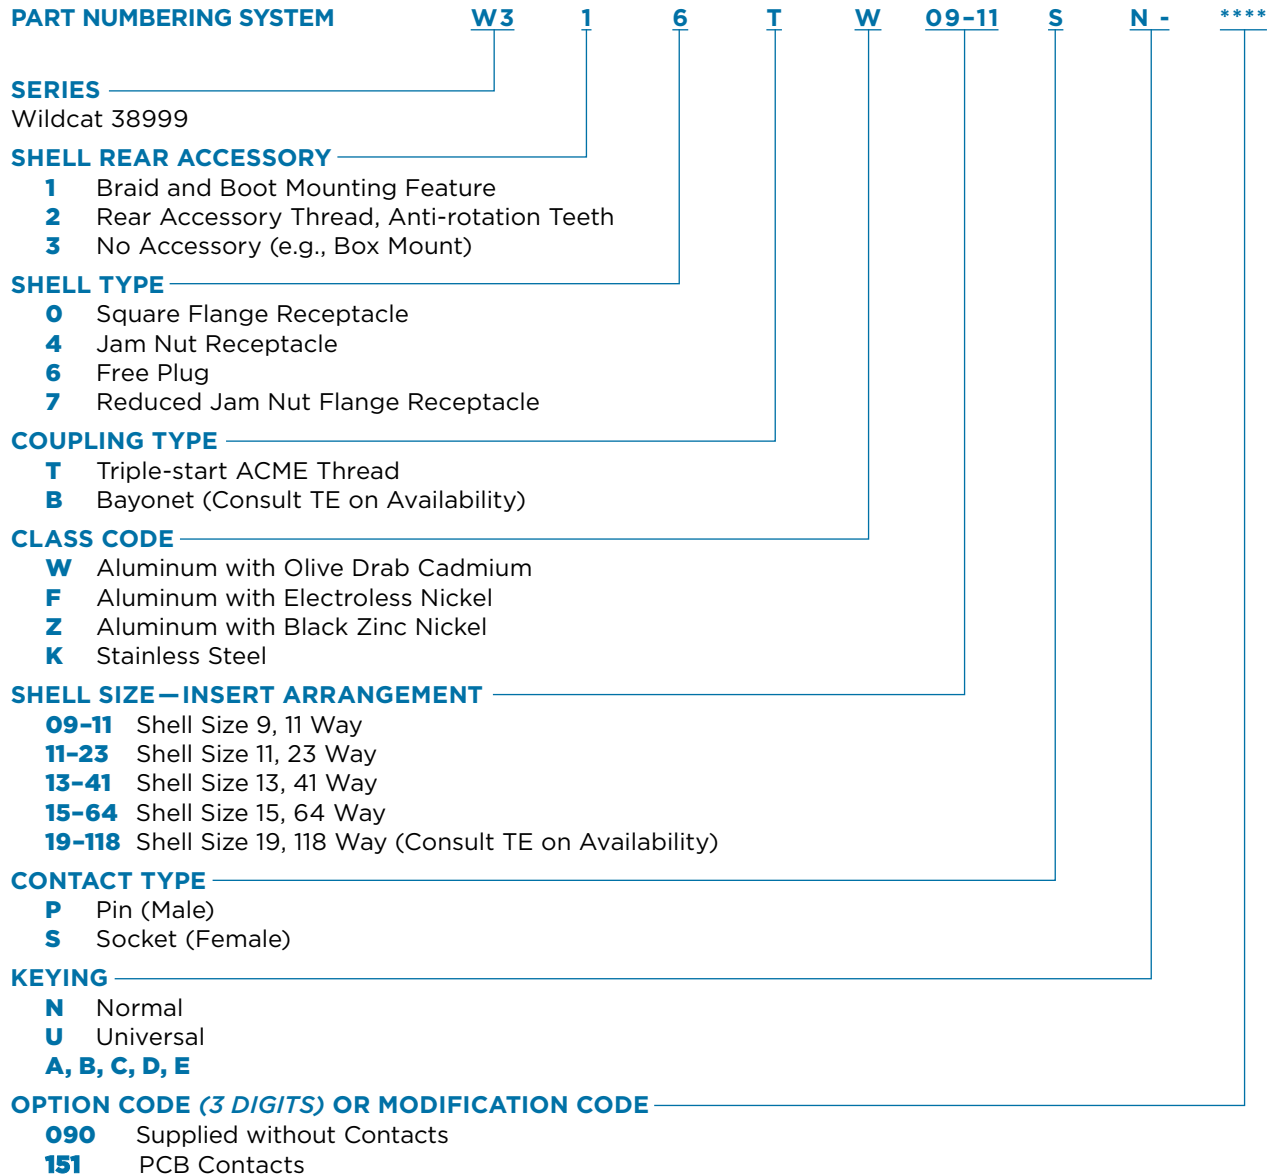 PART NUMBERING SYSTEM W3 1 6 T W 09–11 S N - ****
SERIES
Wildcat 38999
SHELL REAR ACCESSORY
1 Braid and Boot Mounting Feature
2 Rear Accessory Thread, Anti-rotation Teeth
3 No Accessory (e.g., Box Mount)
SHELL TYPE
0 Square Flange Receptacle
4 Jam Nut Receptacle
6 Free Plug
7 Reduced Jam Nut Flange Receptacle
COUPLING TYPE
T Triple-start ACME Thread
B Bayonet (Consult TE on Availability)
CLASS CODE
W Aluminum with Olive Drab Cadmium
F Aluminum with Electroless Nickel
Z Aluminum with Black Zinc Nickel
K Stainless Steel
SHELL SIZE—INSERT ARRANGEMENT
09–11 Shell Size 9, 11 Way
11–23 Shell Size 11, 23 Way
13–41 Shell Size 13, 41 Way
15–64 Shell Size 15, 64 Way
19–118 Shell Size 19, 118 Way (Consult TE on Availability)
CONTACT TYPE
P Pin (Male)
S Socket (Female)
KEYING
N Normal
U Universal
A, B, C, D, E
OPTION CODE (3 DIGITS) OR MODIFICATION CODE
090 Supplied without Contacts
151 PCB Contacts